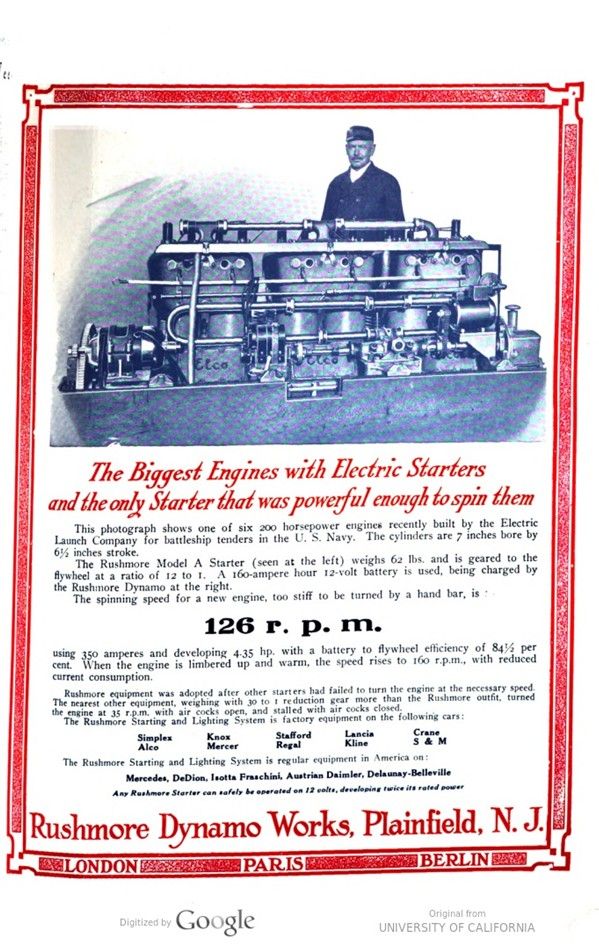 Elco
Elco
The Biggest Engines with Electric Starters
and the only Starter that was powerful enough to spin them
This photograph shows one of six 200 horsepower engines recently built by the Electric
Launch Company for battleship tenders in the U. S. Navy. The cylinders are 7 inches bore by
6½ inches stroke.
The Rushmore Model A Starter (seen at the left) weighs 62 lbs. and is geared to the
flywheel at a ratio of 12 to 1. A 160-ampere hour 12-volt battery is used, being charged by
the Rushmore Dynamo at the right.
The spinning speed for a new engine, too stiff to be turned by a hand bar, is :
126 r. p. m.
using 350 amperes and developing 4.35 hp. with a battery to flywheel efficiency of 84½ per
cent. When the engine is limbered up and warm, the speed rises to 160 r.p.m., with reduced
current consumption.
Rushmore equipment was adopted after other starters had failed to turn the engine at the necessary speed.
The nearest other equipment, weighing with 30 to 1 reduction gear more than the Rushmore outfit, turned
the engine at 35 r.p.m. with air cocks open, and stalled with air cocks closed.
The Rushmore Starting and Lighting System is factory equipment on the following cars:
Simplex Knox Stafford Lancia Crane
Alco Mercer Regal Kline S & M
The Rushmore Starting and Lighting System is regular equipment in America on:
Mercedes, DeDion, Isotta Fraschini, Austrian Daimler, Delaunay-Belleville
Any Rushmore Starter can safely be operated on 12 volts, developing twice its rated power
Rushmore Dynamo Works, Plainfield, N. J.
LONDON PARIS BERLIN
Digitized by Google
Original from
UNIVERSITY OF CALIFORNIA